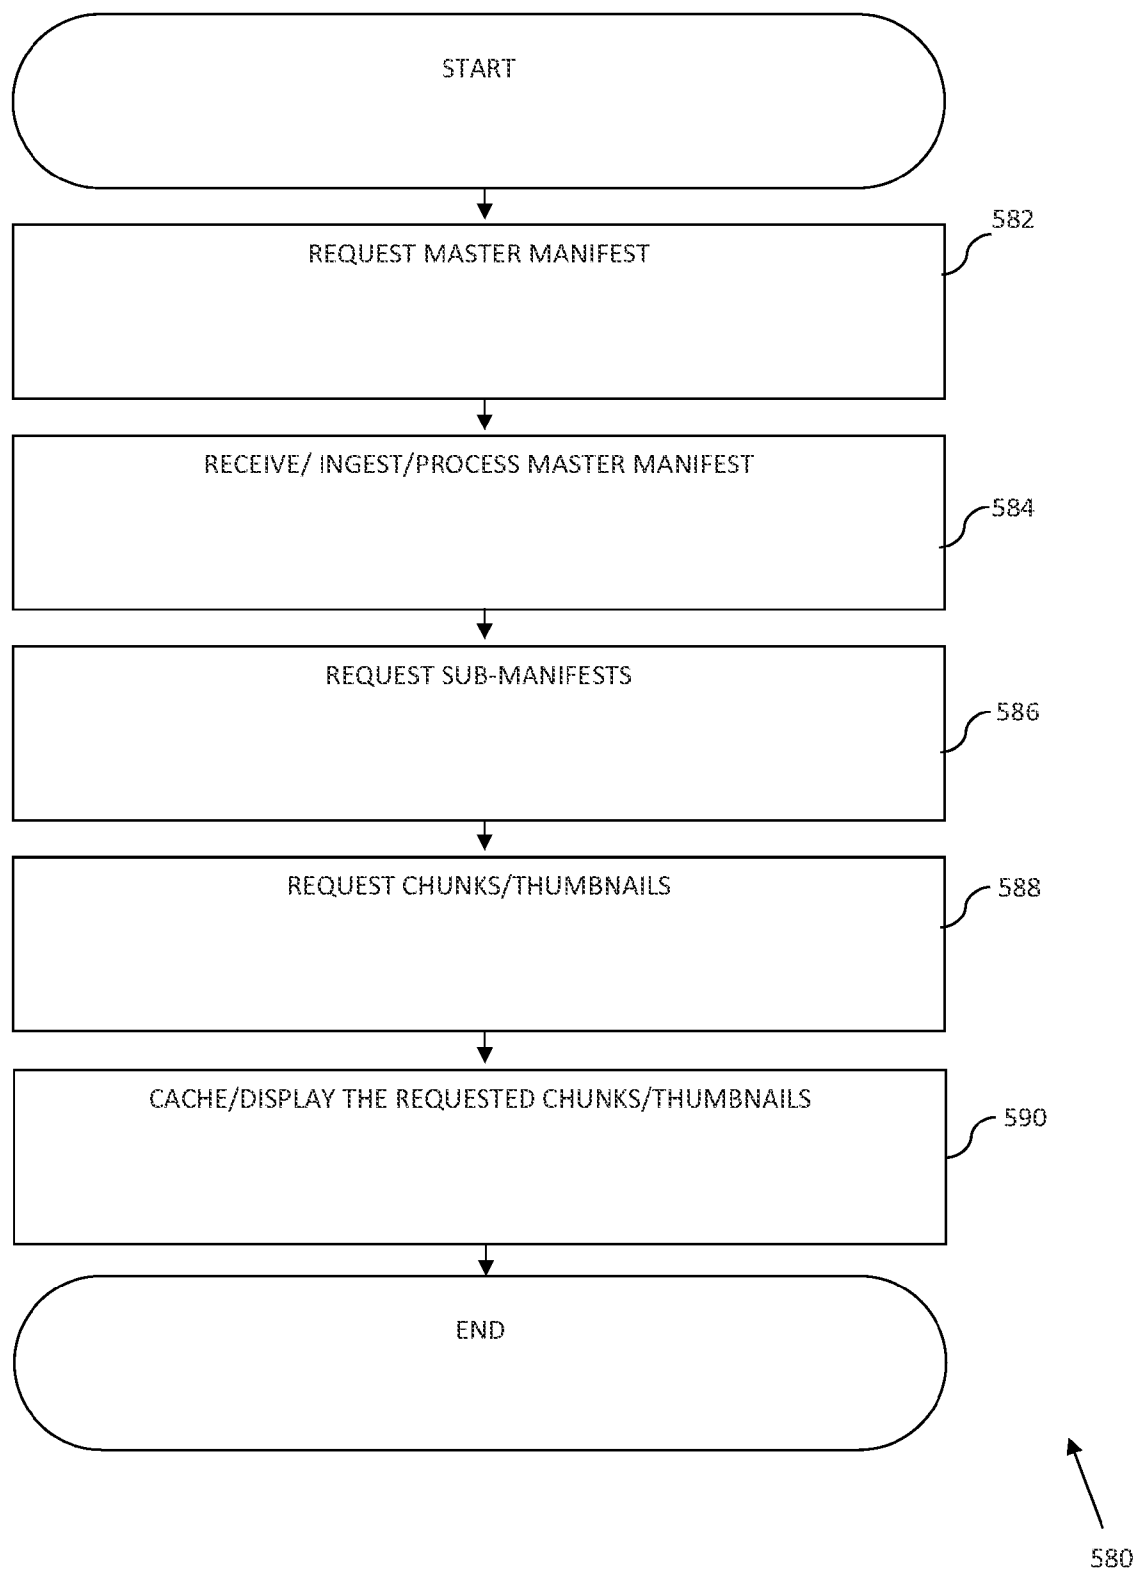 START
582
REQUEST MASTER MANIFEST
RECEIVE/ INGEST/PROCESS MASTER MANIFEST
584
REQUEST SUB-MANIFESTS
586
REQUEST CHUNKS/THUMBNAILS
588
CACHE/DISPLAY THE REQUESTED CHUNKS/THUMBNAILS
590
END
580